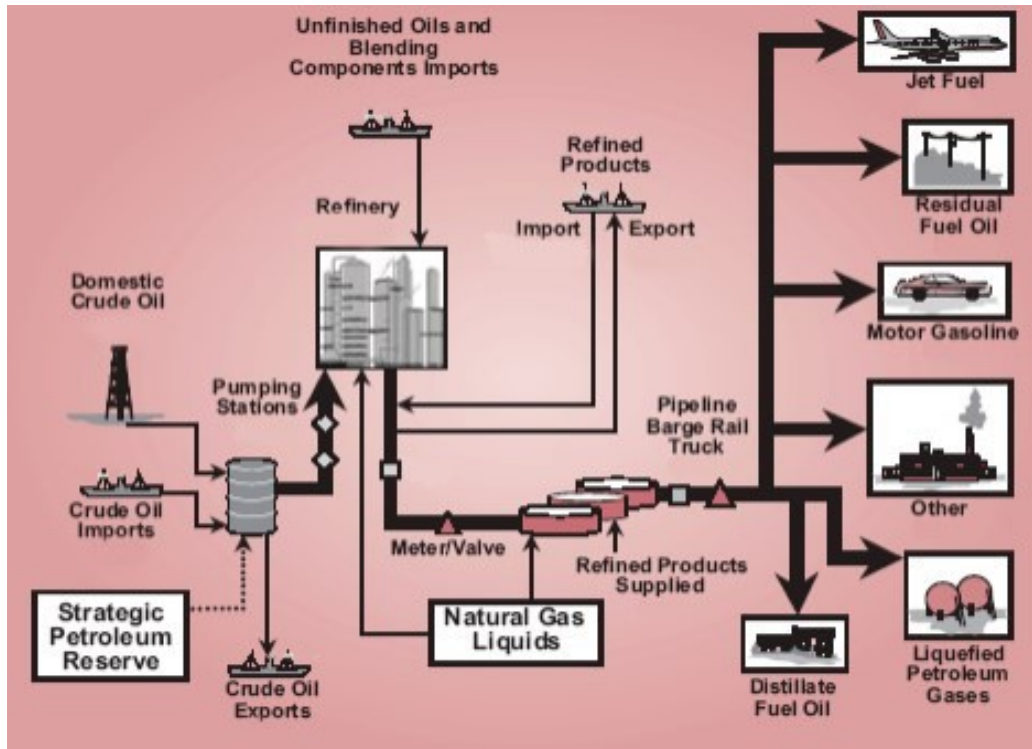 Unfinished Oils and
Blending
Components Imports
Jet Fuel
Refined
Products
Import
Export
Residual
Fuel Oil
Refinery
Domestic
Crude Oil
Motor Gasoline
Pumping
Stations
Pipeline
Barge Rail
Truck
Crude Oil
Imports
Other
Meter/Valve
Refined Products
Supplied
Strategic
Petroleum
Reserve
Natural Gas
Liquids
Crude Oil
Exports
Distillate
Fuel Oil
Liquefied
Petroleum
Gases